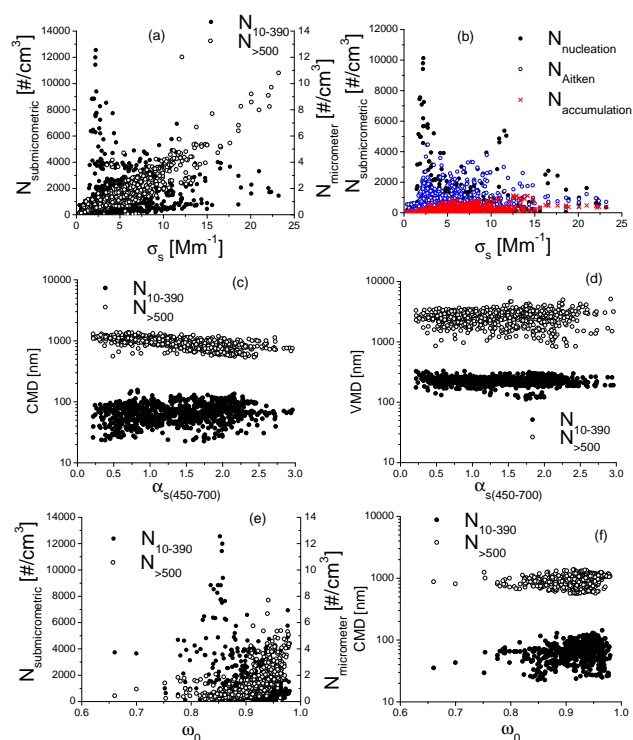 (a)
N10-390
N>500
Nsubmicrometric [#/cm³]
14000
12000
10000
8000
6000
4000
2000
0
14
12
10
8
6
4
2
0
Nmicrometer [#/cm³]
0 5 10 15 20 25
σs [Mm⁻¹]
(b)
Nnucleation
NAitken
Naccumulation
Nsubmicrometric [#/cm³]
14000
12000
10000
8000
6000
4000
2000
0
0 5 10 15 20 25
σs [Mm⁻¹]
(c)
N10-390
N>500
CMD [nm]
10000
1000
100
10
0.0 0.5 1.0 1.5 2.0 2.5 3.0
αs(450-700)
(d)
VMD [nm]
10000
1000
100
10
N10-390
N>500
0.0 0.5 1.0 1.5 2.0 2.5 3.0
αs(450-700)
(e)
N10-390
N>500
Nsubmicrometric [#/cm³]
14000
12000
10000
8000
6000
4000
2000
0
14
12
10
8
6
4
2
0
Nmicrometer [#/cm³]
0.6 0.7 0.8 0.9 1.0
ω0
(f)
N10-390
N>500
CMD [nm]
1000
100
10
0.6 0.7 0.8 0.9 1.0
ω0